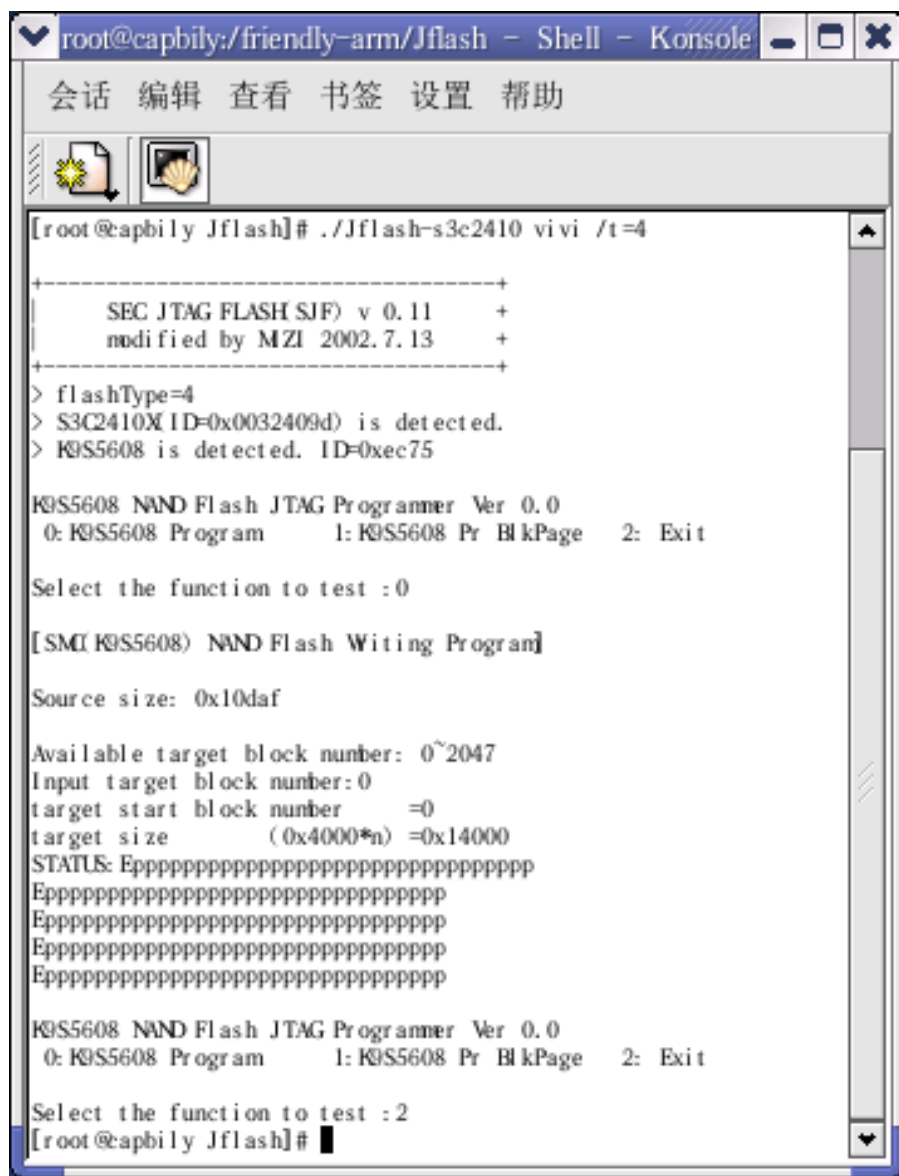 root@capbily:/friendly-arm/Jflash - Shell - Konsole
会话 编辑 查看 书签 设置 帮助
[root@capbily Jflash]# ./Jflash-s3c2410 vivi /t=4
+-------------------------------------+
| SEC JTAG FLASH(SJF) v 0.11 +
| modified by MIZI 2002.7.13 +
+-------------------------------------+
> flashType=4
> S3C2410X(ID=0x0032409d) is detected.
> K9S5608 is detected. ID=0xec75
K9S5608 NAND Flash JTAG Programmer Ver 0.0
0:K9S5608 Program 1:K9S5608 Pr BlkPage 2: Exit
Select the function to test :0
[SMC(K9S5608) NAND Flash Writing Program]
Source size: 0x10daf
Available target block number: 0~2047
Input target block number:0
target start block number =0
target size (0x4000*n) =0x14000
STATUS:Epppppppppppppppppppppppppppppppp
Epppppppppppppppppppppppppppppppp
Epppppppppppppppppppppppppppppppp
Epppppppppppppppppppppppppppppppp
Epppppppppppppppppppppppppppppppp
K9S5608 NAND Flash JTAG Programmer Ver 0.0
0:K9S5608 Program 1:K9S5608 Pr BlkPage 2: Exit
Select the function to test :2
[root@capbily Jflash]#